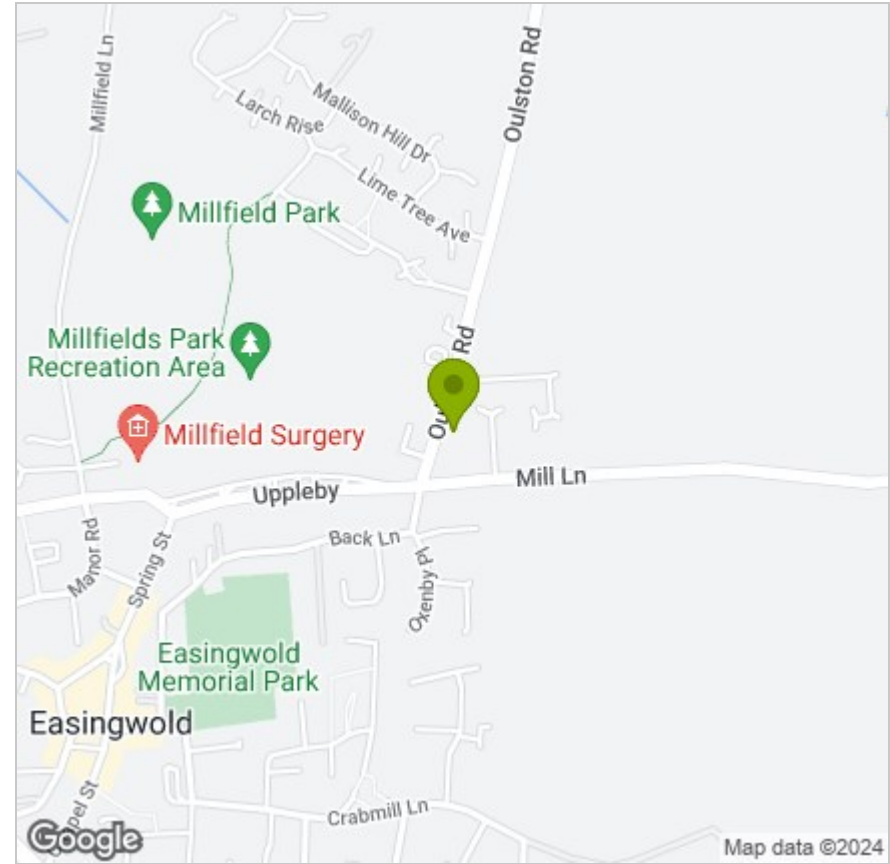 Millfield Ln
Oulston Rd
Mallison Hill Dr
Larch Rise
Lime Tree Ave
Millfield Park
Millfields Park
Recreation Area
Rd
Millfield Surgery
Uppleby
Mill Ln
Back Ln
Manor Rd
Spring St
Oxenby Pl
Easingwold
Memorial Park
Easingwold
St
Crabmill Ln
Google
Map data ©2024